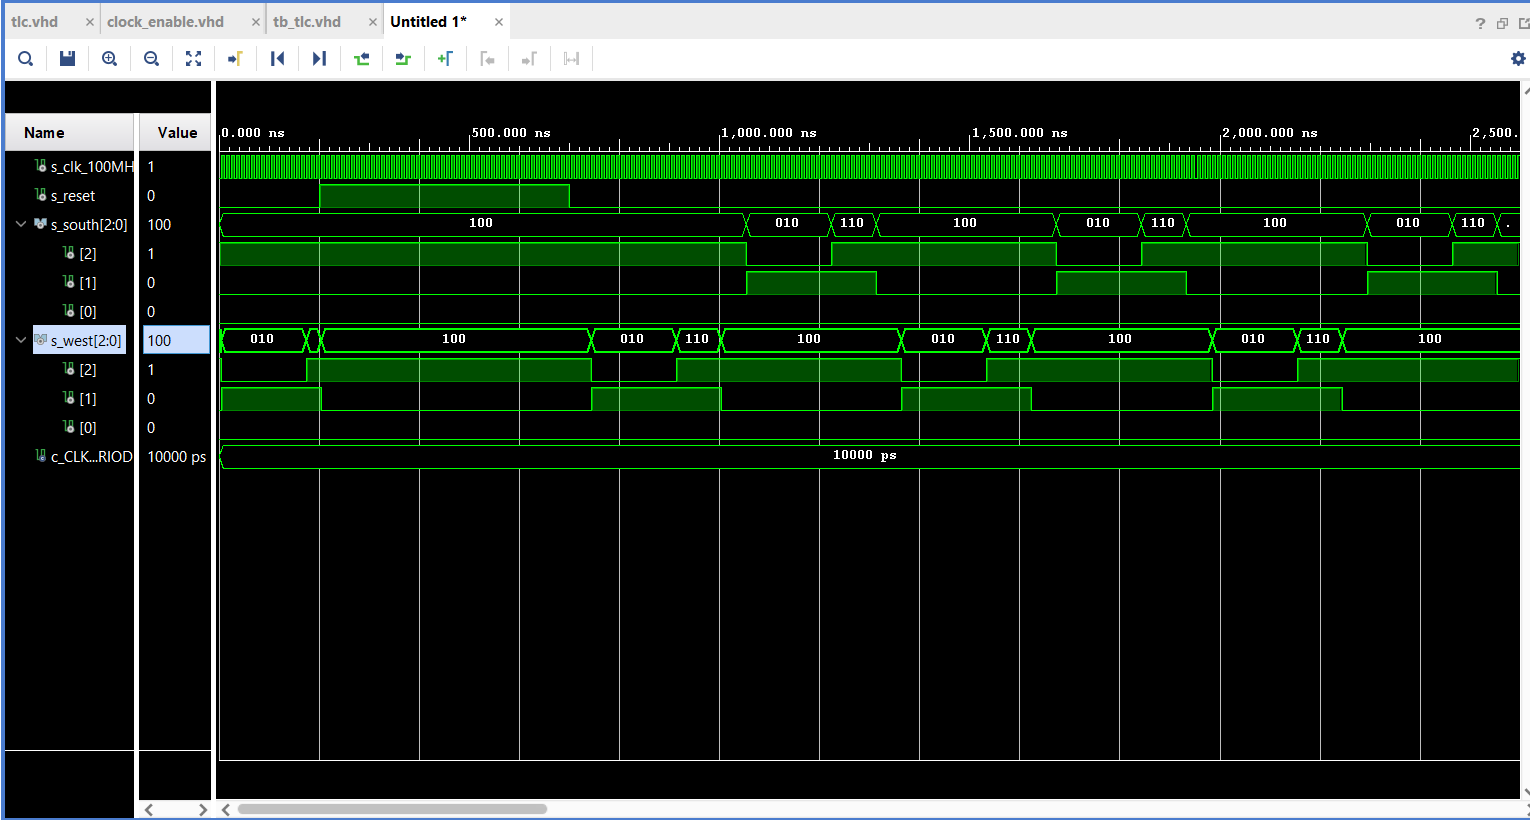 tlc.vhd × clock_enable.vhd × tb_tlc.vhd × Untitled 1* ×
?
Name Value
0.000 ns 500.000 ns 1,000.000 ns 1,500.000 ns 2,000.000 ns 2,500.
s_clk_100MH 1
s_reset 0
s_south[2:0] 100 100 010 110 100 010 110 100 010 110 .
[2] 1
[1] 0
[0] 0
s_west[2:0] 100 010 100 010 110 100 010 110 100 010 110 100
[2] 1
[1] 0
[0] 0
c_CLK...RIOD 10000 ps 10000 ps